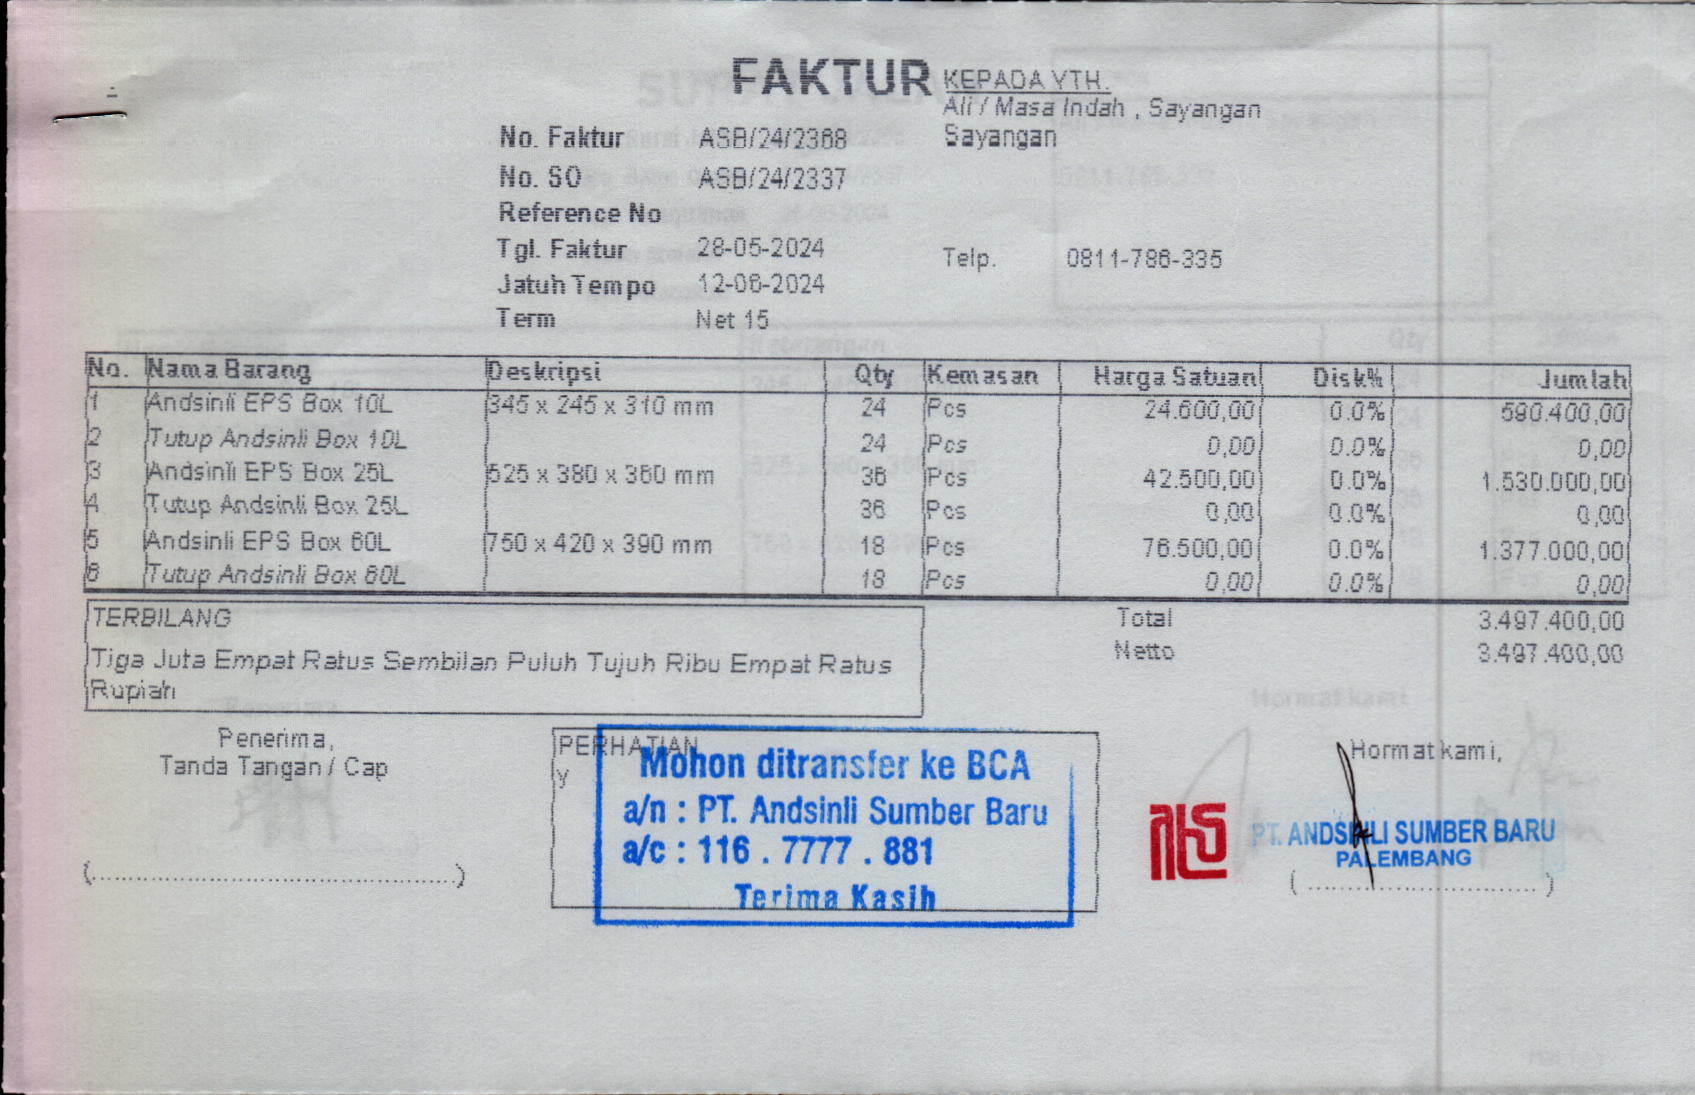 FAKTUR
KEPADA YTH.
Ali / Masa Indah , Sayangan
Sayangan
No. Faktur ASB/24/2368
No. SO ASB/24/2337
Reference No
Tgl. Faktur 28-05-2024
Telp. 0811-786-335
Jatuh Tempo 12-06-2024
Term Net 15
No. Nama Barang Deskripsi Qty Kemasan Harga Satuan Disk% Jumlah
1 Andsinli EPS Box 10L 345 x 245 x 310 mm 24 Pcs 24.600,00 0.0% 590.400,00
2 Tutup Andsinli Box 10L 24 Pcs 0,00 0.0% 0,00
3 Andsinli EPS Box 25L 525 x 380 x 360 mm 36 Pcs 42.500,00 0.0% 1.530.000,00
4 Tutup Andsinli Box 25L 36 Pcs 0,00 0.0% 0,00
5 Andsinli EPS Box 60L 750 x 420 x 390 mm 18 Pcs 76.500,00 0.0% 1.377.000,00
6 Tutup Andsinli Box 60L 18 Pcs 0,00 0.0% 0,00
TERBILANG
Tiga Juta Empat Ratus Sembilan Puluh Tujuh Ribu Empat Ratus
Rupiah
Total 3.497.400,00
Netto 3.497.400,00
Penerima,
Tanda Tangan / Cap
(..............................................)
PERHATIAN
y
Mohon ditransfer ke BCA
a/n : PT. Andsinli Sumber Baru
a/c : 116 . 7777 . 881
Terima Kasih
Hormat kami,
PT. ANDSINLI SUMBER BARU
PALEMBANG
( ............................. )